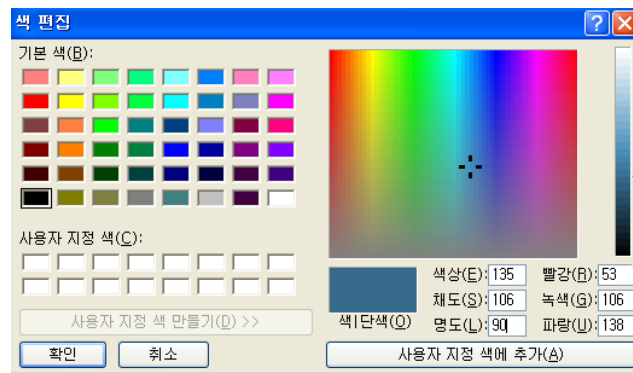 색 편집
기본 색(B):
사용자 지정 색(C):
사용자 지정 색 만들기(D) >>
확인
취소
색|단색(O)
색상(E): 135
채도(S): 106
명도(L): 90
빨강(R): 53
녹색(G): 106
파랑(U): 138
사용자 지정 색에 추가(A)